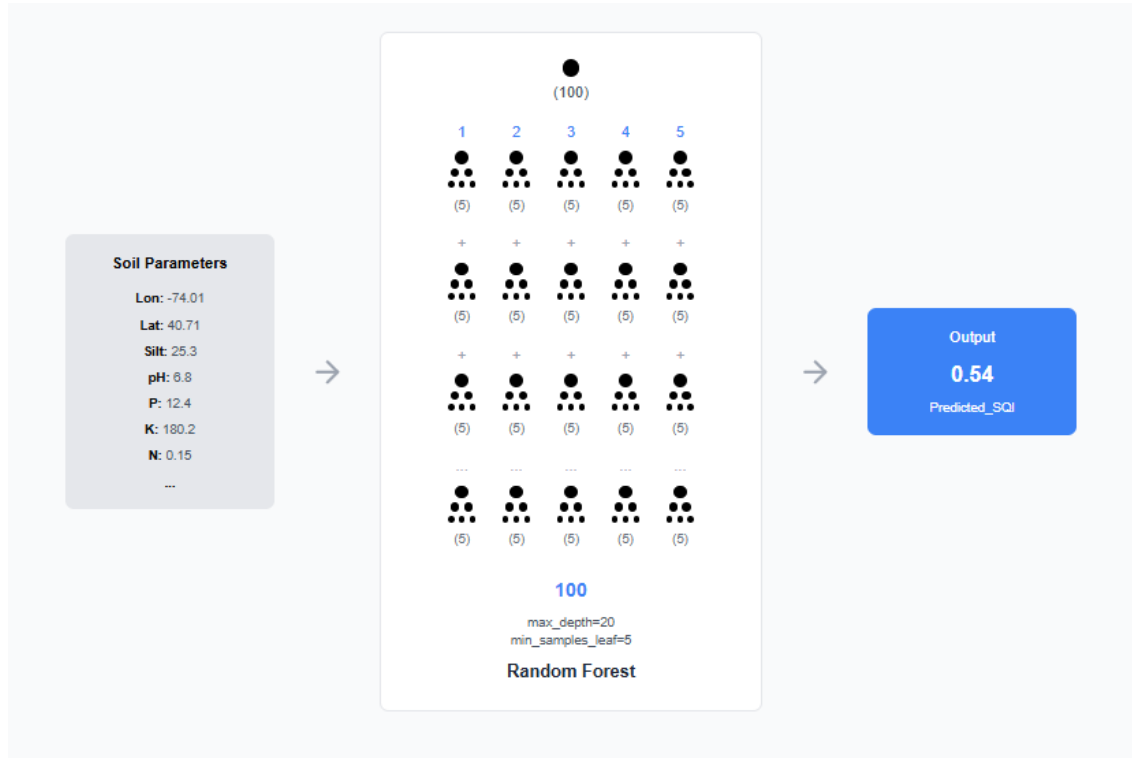 Soil Parameters
Lon: -74.01
Lat: 40.71
Silt: 25.3
pH: 6.8
P: 12.4
K: 180.2
N: 0.15
...
(100)
1 2 3 4 5
(5) (5) (5) (5) (5)
+ + + + +
(5) (5) (5) (5) (5)
+ + + + +
(5) (5) (5) (5) (5)
... ... ... ... ...
(5) (5) (5) (5) (5)
100
max_depth=20
min_samples_leaf=5
Random Forest
Output
0.54
Predicted_SQI